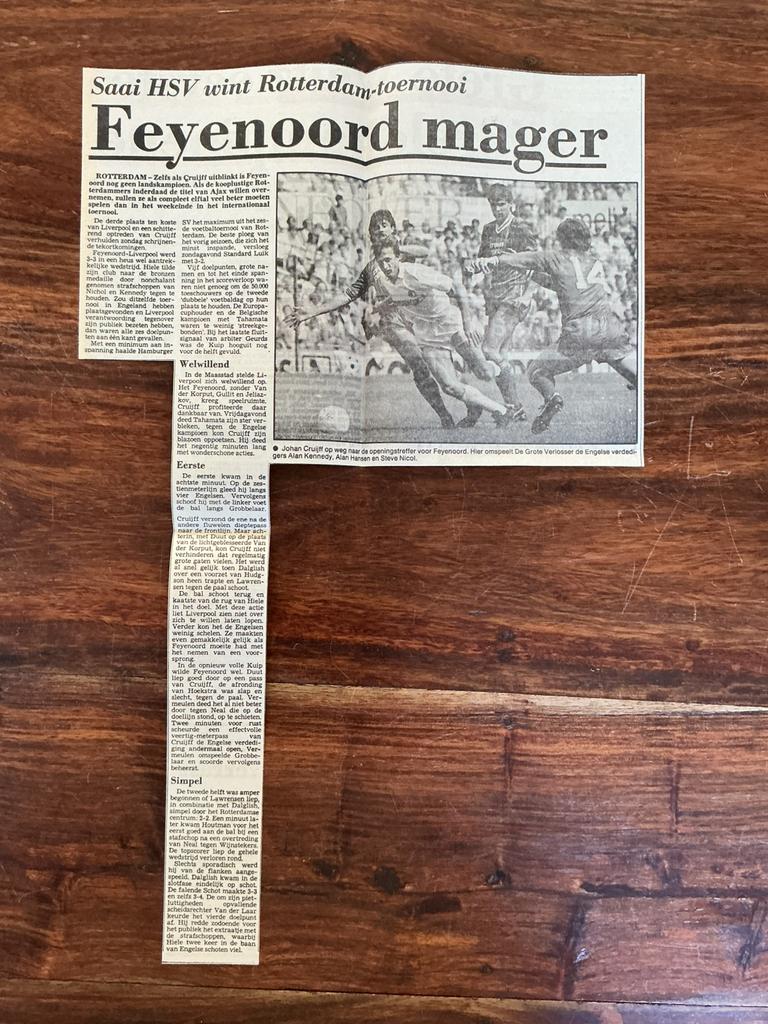 Saai HSV wint Rotterdam-toernooi
Feyenoord mager
ROTTERDAM – Zelfs als Cruijff uitblinkt is Feyen-
oord nog geen landskampioen. Als de kooplustige Rot-
terdammers inderdaad de titel van Ajax willen over-
nemen, zullen ze als compleet elftal veel beter moeten
spelen dan in het weekeinde in het internationaal
toernooi.
De derde plaats ten koste
van Liverpool en een schitte-
rend optreden van Cruijff
verhulden zondag schrijnen-
de tekortkomingen.
Feyenoord-Liverpool werd
3-3 in een heus wel aantrek-
kelijke wedstrijd. Hiele tilde
zijn club naar de bronzen
medaille door nonchalant
genomen strafschoppen van
Nichol en Kennedy tegen te
houden. Zou ditzelfde toer-
nooi in Engeland hebben
plaatsgevonden en Liverpool
verantwoording tegenover
zijn publiek bezeten hebben,
dan waren alle zes doelpun-
ten aan één kant gevallen.
Met een minimum aan in-
spanning haalde Hamburger
SV het maximum uit het zes-
de voetbaltoernooi van Rot-
terdam. De beste ploeg van
het vorig seizoen, die zich het
minst inspande, versloeg
zondagavond Standard Luik
met 3-2.
Vijf doelpunten, grote na-
men en tot het einde span-
ning in het scoreverloop wa-
ren niet genoeg om de 50.000
toeschouwers op de tweede
'dubbele' voetbaldag op hun
plaats te houden. De Europa-
cuphouder en de Belgische
kampioen met Tahamata
waren te weinig 'streekge-
bonden'. Bij het laatste fluit-
signaal van arbiter Geurds
was de Kuip hooguit nog
voor de helft gevuld.
Welwillend
In de Maasstad stelde Li-
verpool zich welwillend op.
Het Feyenoord, zonder Van
der Korput, Gullit en Jeliaz-
kov, kreeg speelruimte.
Cruijff profiteerde daar
dankbaar van. Vrijdagavond
deed Tahamata zijn ster ver-
bleken, tegen de Engelse
kampioen kon Cruijff zijn
blazoen oppoetsen. Hij deed
het negentig minuten lang
met wonderschone acties.
Eerste
De eerste kwam in de
achtste minuut. Op de zes-
tienmeterlijn gleed hij langs
vier Engelsen. Vervolgens
schoof hij met de linker voet
de bal langs Grobbelaar.
Cruijff verzond de ene na de
andere fluwelen dieptepass
naar de frontlijn. Maar ach-
terin, met Duut op de plaats
van de lichtgeblesseerde Van
der Korput, kon Cruijff niet
verhinderen dat regelmatig
grote gaten vielen. Het werd
al snel gelijk toen Dalglish
over een voorzet van Hudg-
son heen trapte en Lawren-
sen tegen de paal schoot.
De bal schoot terug en
kaatste van de rug van Hiele
in het doel. Met deze actie
liet Liverpool zien niet over
zich te willen laten lopen.
Verder kon het de Engelsen
weinig schelen. Ze maakten
even gemakkelijk gelijk als
Feyenoord moeite had met
het nemen van een voor-
sprong.
In de opnieuw volle Kuip
wilde Feyenoord wel. Duut
liep goed door op een pass
van Cruijff, de afronding
van Hoekstra was slap en
slecht, tegen de paal. Ver-
meulen deed het al niet beter
door tegen Neal die op de
doellijn stond, op te schieten.
Twee minuten voor rust
scheurde een effectvolle
veertig-meterpass van
Cruijff de Engelse verdedi-
ging andermaal open, Ver-
meulen omspeelde Grobbe-
laar en scoorde vervolgens
beheerst.
Simpel
De tweede helft was amper
begonnen of Lawrensen liep,
in combinatie met Dalglish,
simpel door het Rotterdamse
centrum: 2-2. Een minuut la-
ter kwam Houtman voor het
eerst goed aan de bal bij een
stafschop na een overtreding
van Neal tegen Wijnstekers.
De topscorer liep de gehele
wedstrijd verloren rond.
Slechts sporadisch werd
hij van de flanken aange-
speeld. Dalglish kwam in de
slotfase eindelijk op schot.
De falende Schot maakte 3-3
en zelfs 3-4. De om zijn piet-
luttigheden opvallende
scheidsrechter Van der Laar
keurde het vierde doelpunt
af. Hij redde zodoende voor
het publiek het extraatje met
de strafschoppen, waarbij
Hiele twee keer in de baan
van Engelse schoten viel.
● Johan Cruijff op weg naar de openingstreffer voor Feyenoord. Hier omspeelt De Grote Verlosser de Engelse verdedi-
gers Alan Kennedy, Alan Hansen en Steve Nicol.